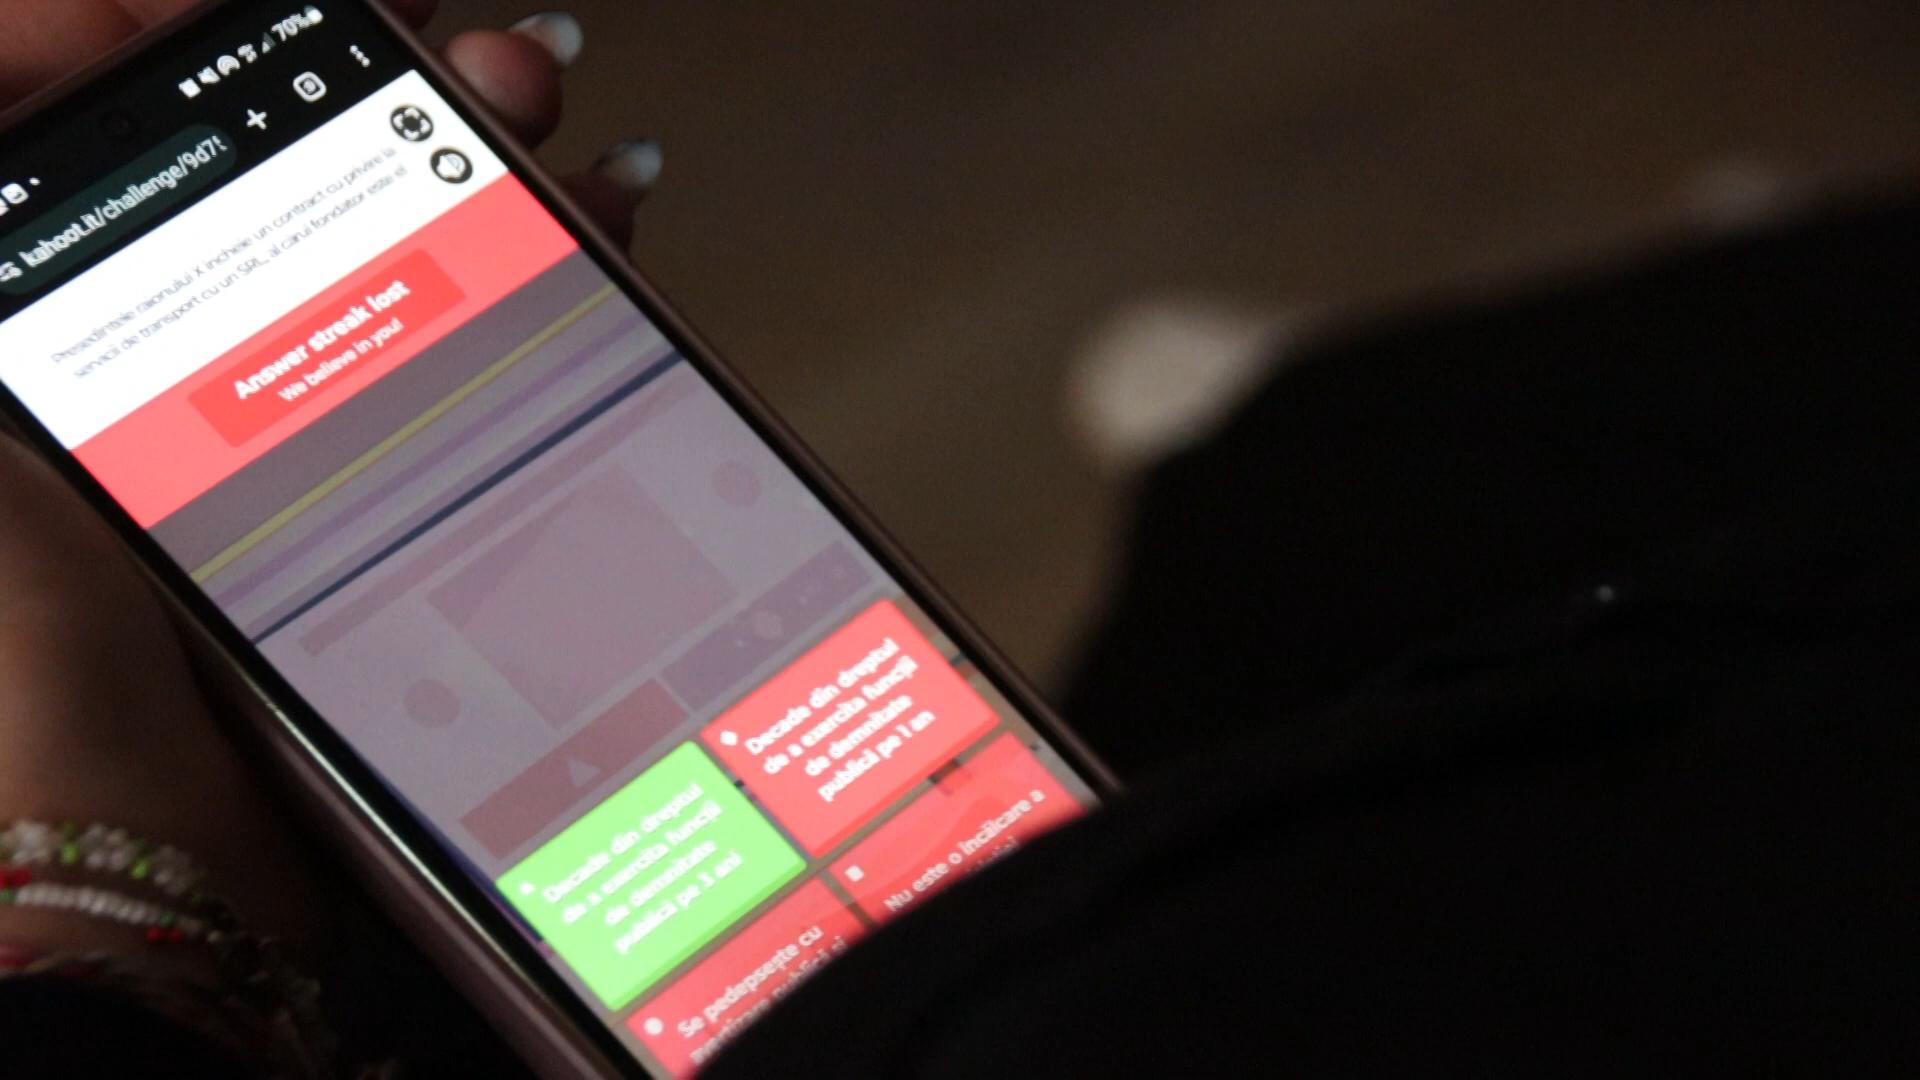 70%
kahoot.it/challenge/9d7
Președintele raionului X încheie un contract cu privire la
servicii de transport cu un SRL, al cărui fondator este el
Answer streak lost
We believe in you!
Decade din dreptul
de a exercita funcții
de demnitate
publică pe 1 an
Decade din dreptul
de a exercita funcții
de demnitate
publică pe 3 ani
Nu este o încălcare a
Se pedepsește cu